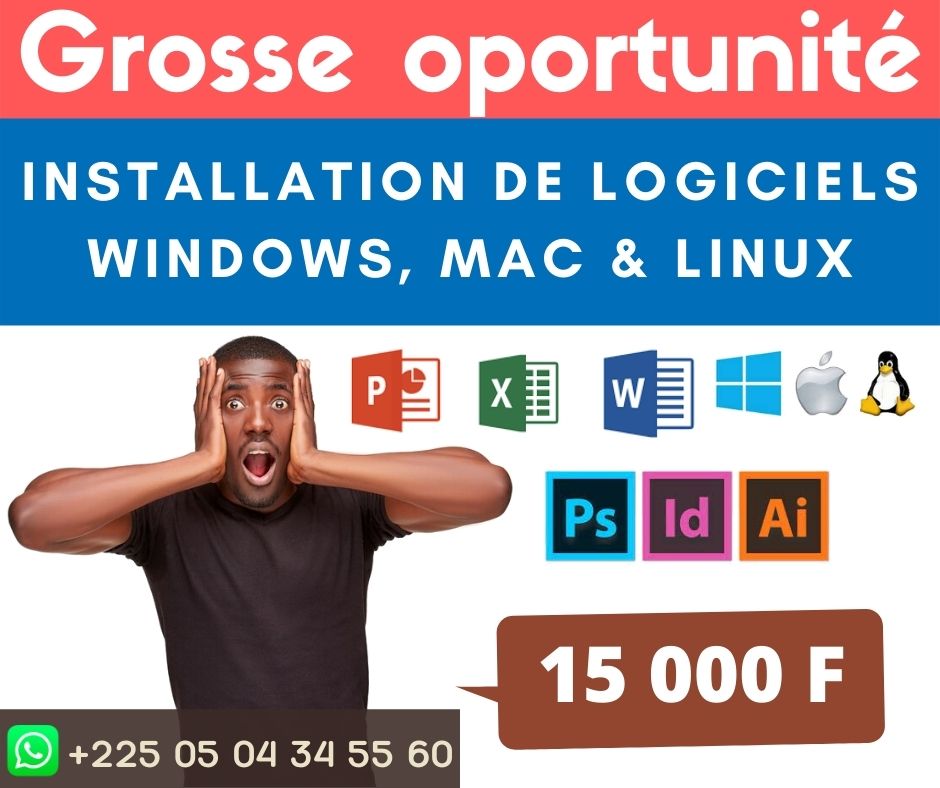 Grosse oportunité
INSTALLATION DE LOGICIELS
WINDOWS, MAC & LINUX
P X W
Ps Id Ai
15 000 F
+225 05 04 34 55 60